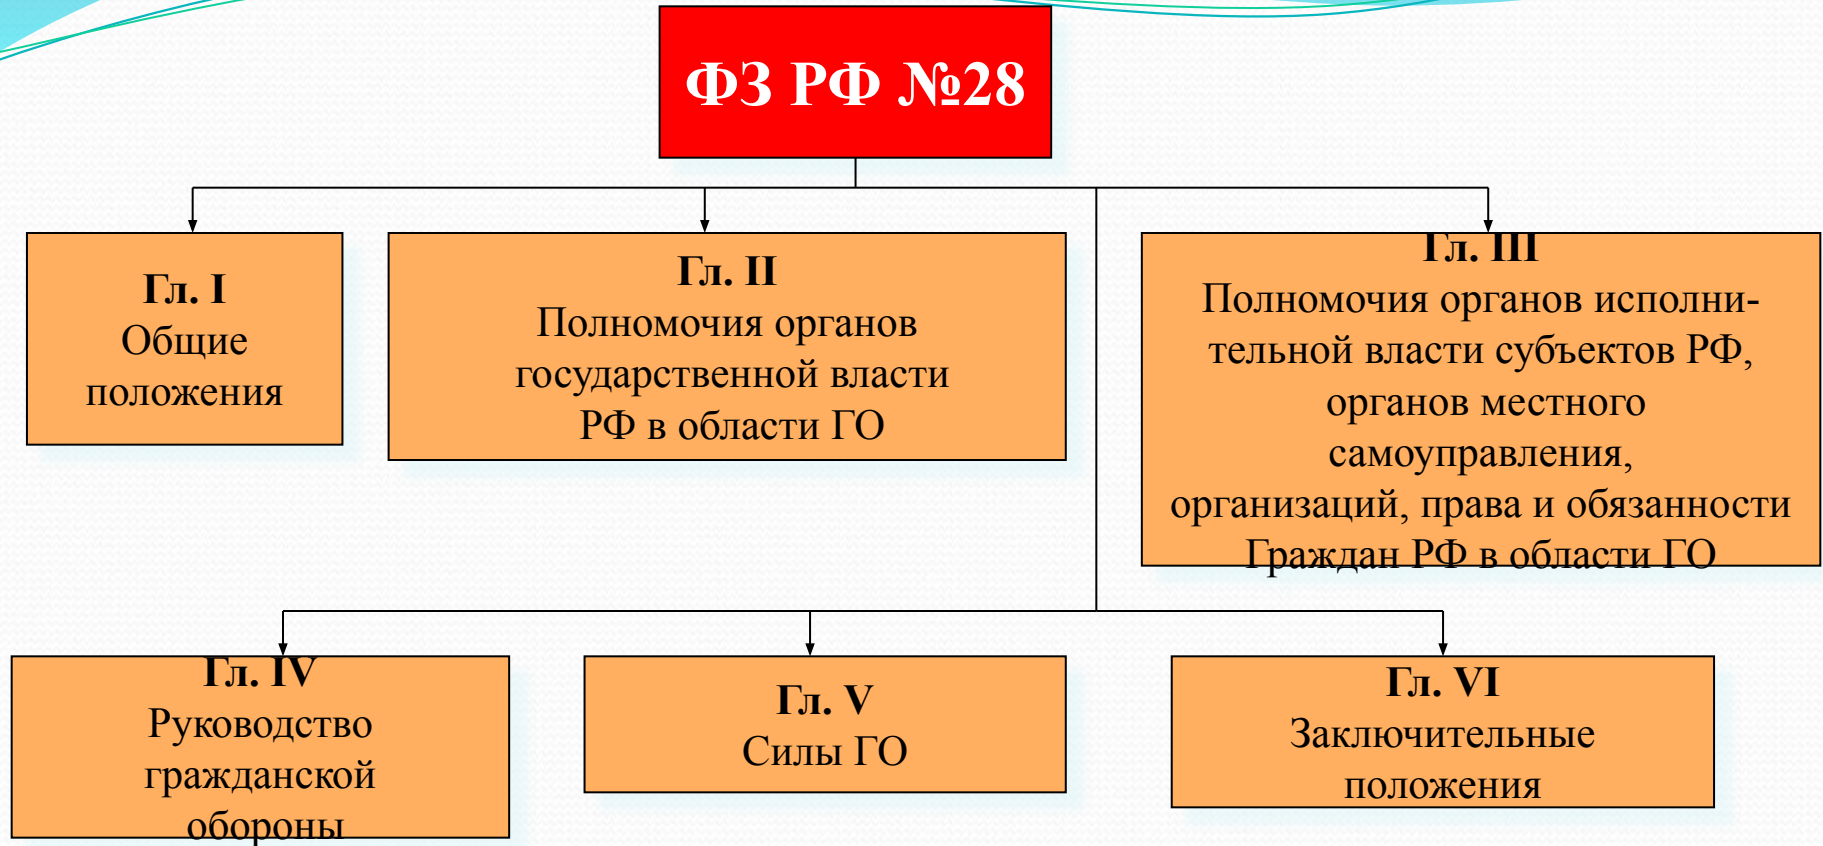 ФЗ РФ №28
Гл. I
Общие
положения
Гл. II
Полномочия органов
государственной власти
РФ в области ГО
Гл. III
Полномочия органов исполни-
тельной власти субъектов РФ,
органов местного
самоуправления,
организаций, права и обязанности
Граждан РФ в области ГО
Гл. IV
Руководство
гражданской
обороны
Гл. V
Силы ГО
Гл. VI
Заключительные
положения